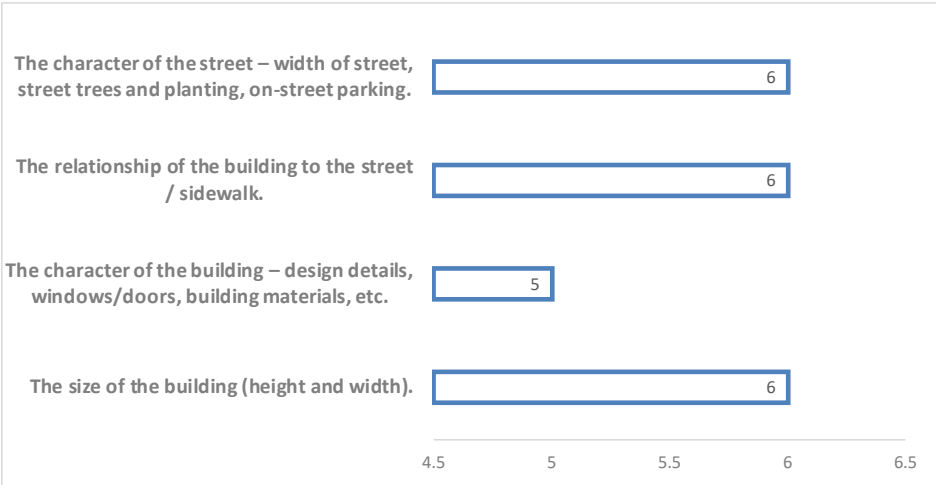 The character of the street – width of street,
street trees and planting, on-street parking.
6
The relationship of the building to the street
/ sidewalk.
6
The character of the building – design details,
windows/doors, building materials, etc.
5
The size of the building (height and width).
6
4.5 5 5.5 6 6.5